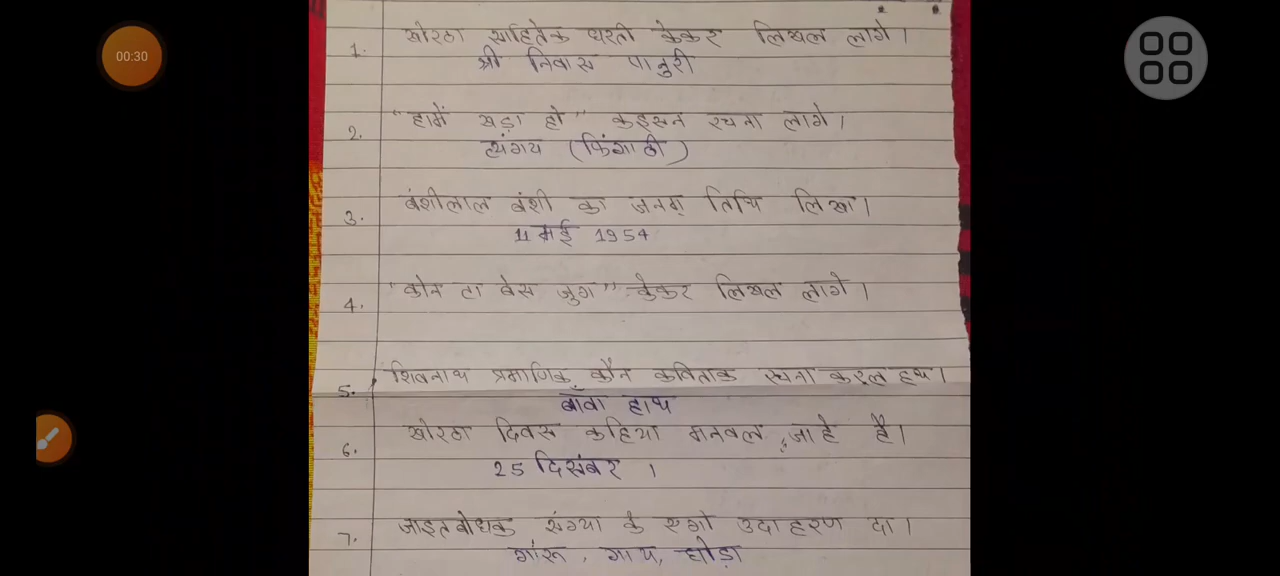 00:30
1. खोरठा साहितेक धरती केकर लिखल लागे।
श्री निवास पानुरी
2. "हामें खड़ा हों" कइसन रचना लागे।
व्यंगय (फिंगाठी)
3. बंशीलाल बंशी का जनम तिथि लिखा।
11 मई 1954
4. "कोन टा बेस जुग" केकर लिखल लागे।
5. शिवनाथ प्रमाणिक कौन कविताक रचना करल हथ।
बाँवा हाथ
6. खोरठा दिवस कहिया मनवल जा हे है।
25 दिसंबर ।
7. जाइतबोधक संग्या के एगो उदाहरण दा।
गोरू, गाय, घोड़ा